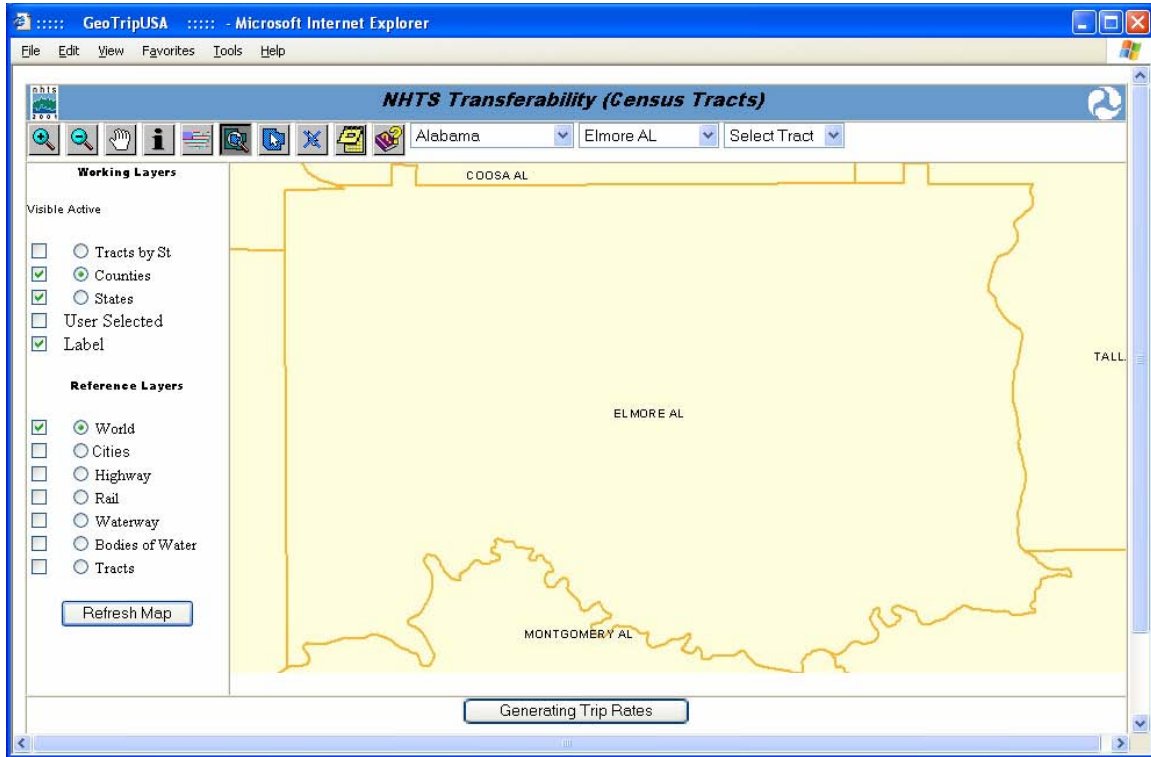 ::::: GeoTripUSA ::::: - Microsoft Internet Explorer
File Edit View Favorites Tools Help
nhts
2001
NHTS Transferability (Census Tracts)
Alabama Elmore AL Select Tract
Working Layers
Visible Active
Tracts by St
Counties
States
User Selected
Label
Reference Layers
World
Cities
Highway
Rail
Waterway
Bodies of Water
Tracts
Refresh Map
COOSA AL
TALL
ELMORE AL
MONTGOMERY AL
Generating Trip Rates